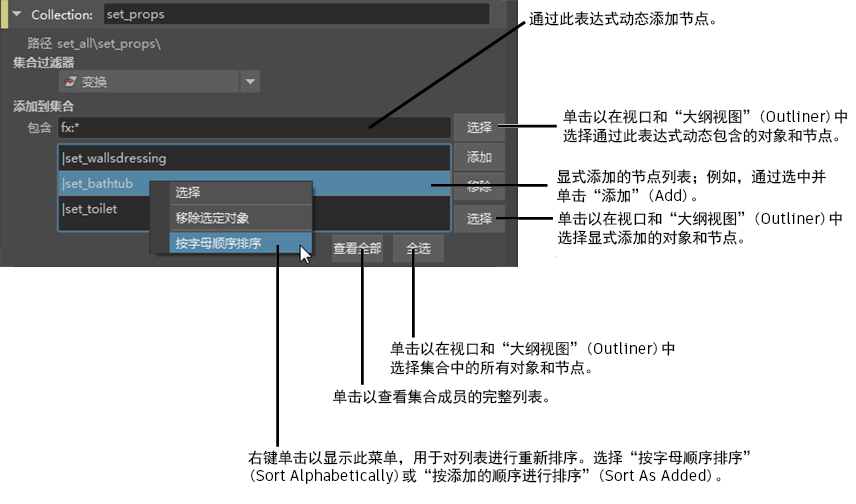 Collection: set_props
通过此表达式动态添加节点。
路径 set_all\set_props\
集合过滤器
变换
添加到集合
包含 fx:* 选择
单击以在视口和“大纲视图”(Outliner)中
选择通过此表达式动态包含的对象和节点。
|set_wallsdressing 添加
|set_bathtub 移除
显式添加的节点列表；例如，通过选中并
单击“添加”(Add)。
|set_toilet 选择
单击以在视口和“大纲视图”(Outliner)中
选择显式添加的对象和节点。
选择
移除选定对象
按字母顺序排序
查看全部 全选
单击以在视口和“大纲视图”(Outliner)中
选择集合中的所有对象和节点。
单击以查看集合成员的完整列表。
右键单击以显示此菜单，用于对列表进行重新排序。选择“按字母顺序排序”
(Sort Alphabetically)或“按添加的顺序进行排序”(Sort As Added)。